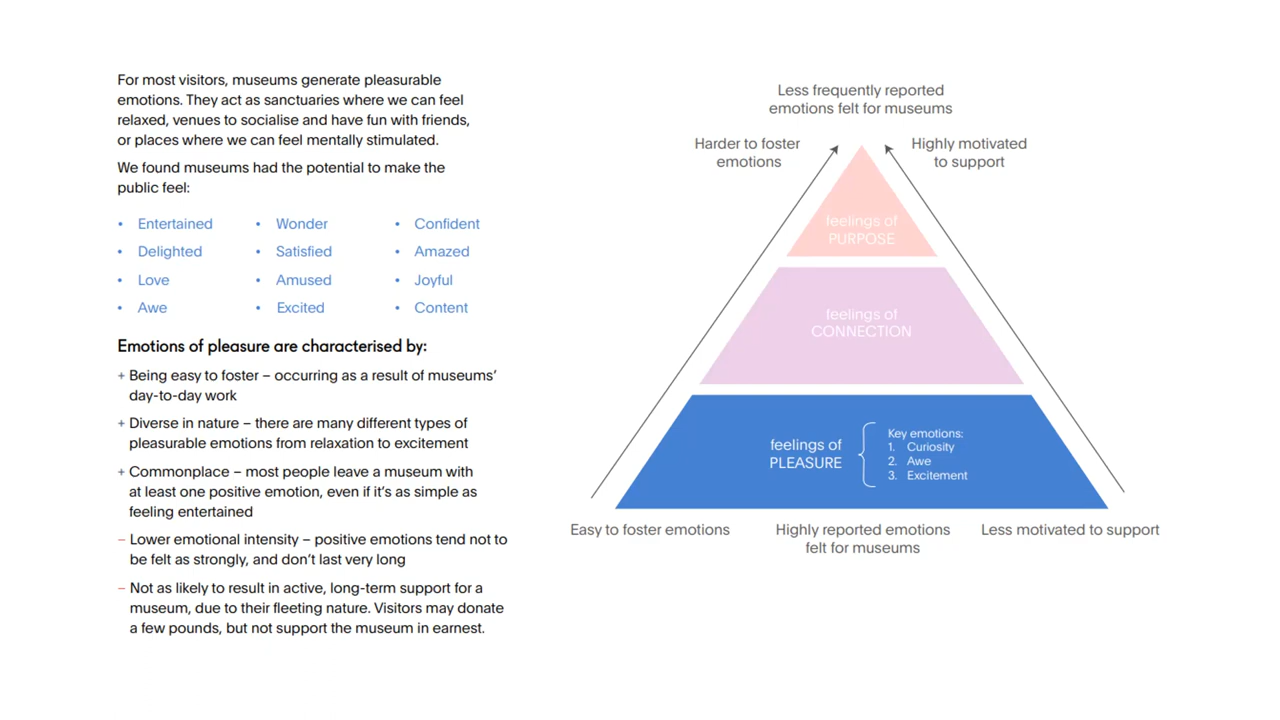 For most visitors, museums generate pleasurable
emotions. They act as sanctuaries where we can feel
relaxed, venues to socialise and have fun with friends,
or places where we can feel mentally stimulated.
We found museums had the potential to make the
public feel:
• Entertained
• Delighted
• Love
• Awe
• Wonder
• Satisfied
• Amused
• Excited
• Confident
• Amazed
• Joyful
• Content
Emotions of pleasure are characterised by:
+ Being easy to foster – occurring as a result of museums’
day-to-day work
+ Diverse in nature – there are many different types of
pleasurable emotions from relaxation to excitement
+ Commonplace – most people leave a museum with
at least one positive emotion, even if it’s as simple as
feeling entertained
– Lower emotional intensity – positive emotions tend not to
be felt as strongly, and don’t last very long
– Not as likely to result in active, long-term support for a
museum, due to their fleeting nature. Visitors may donate
a few pounds, but not support the museum in earnest.
Less frequently reported
emotions felt for museums
Harder to foster
emotions
Highly motivated
to support
feelings of
PURPOSE
feelings of
CONNECTION
feelings of
PLEASURE
Key emotions:
1. Curiosity
2. Awe
3. Excitement
Easy to foster emotions
Highly reported emotions
felt for museums
Less motivated to support